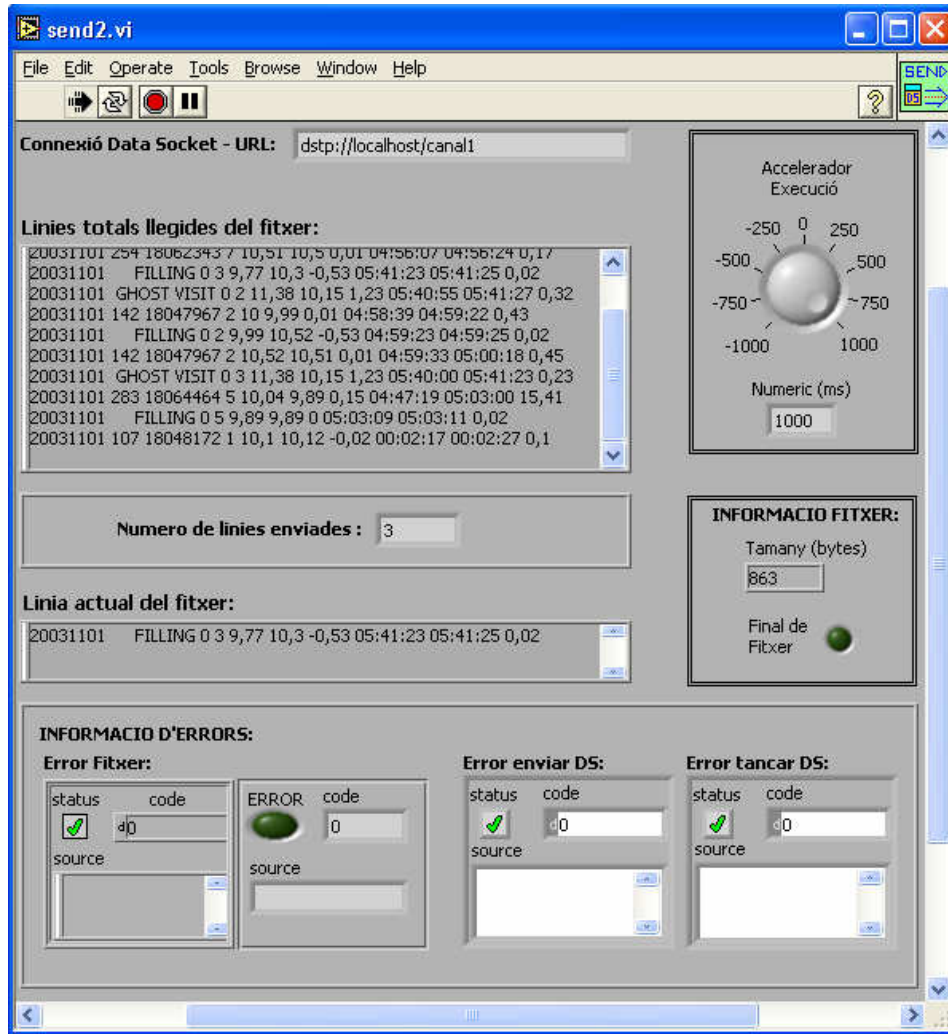 send2.vi
File Edit Operate Tools Browse Window Help
SEND
DS
Connexió Data Socket - URL: dstp://localhost/canal1
Linies totals llegides del fitxer:
20031101 254 18062343 7 10,51 10,5 0,01 04:56:07 04:56:24 0,17
20031101 FILLING 0 3 9,77 10,3 -0,53 05:41:23 05:41:25 0,02
20031101 GHOST VISIT 0 2 11,38 10,15 1,23 05:40:55 05:41:27 0,32
20031101 142 18047967 2 10 9,99 0,01 04:58:39 04:59:22 0,43
20031101 FILLING 0 2 9,99 10,52 -0,53 04:59:23 04:59:25 0,02
20031101 142 18047967 2 10,52 10,51 0,01 04:59:33 05:00:18 0,45
20031101 GHOST VISIT 0 3 11,38 10,15 1,23 05:40:00 05:41:23 0,23
20031101 283 18064464 5 10,04 9,89 0,15 04:47:19 05:03:00 15,41
20031101 FILLING 0 5 9,89 9,89 0 05:03:09 05:03:11 0,02
20031101 107 18048172 1 10,1 10,12 -0,02 00:02:17 00:02:27 0,1
Accelerador
Execució
-250 0 250
-500 500
-750 750
-1000 1000
Numeric (ms)
1000
Numero de linies enviades : 3
INFORMACIO FITXER:
Tamany (bytes)
863
Final de
Fitxer
Linia actual del fitxer:
20031101 FILLING 0 3 9,77 10,3 -0,53 05:41:23 05:41:25 0,02
INFORMACIO D'ERRORS:
Error Fitxer:
status code
d0
source
ERROR code
0
source
Error enviar DS:
status code
d0
source
Error tancar DS:
status code
d0
source